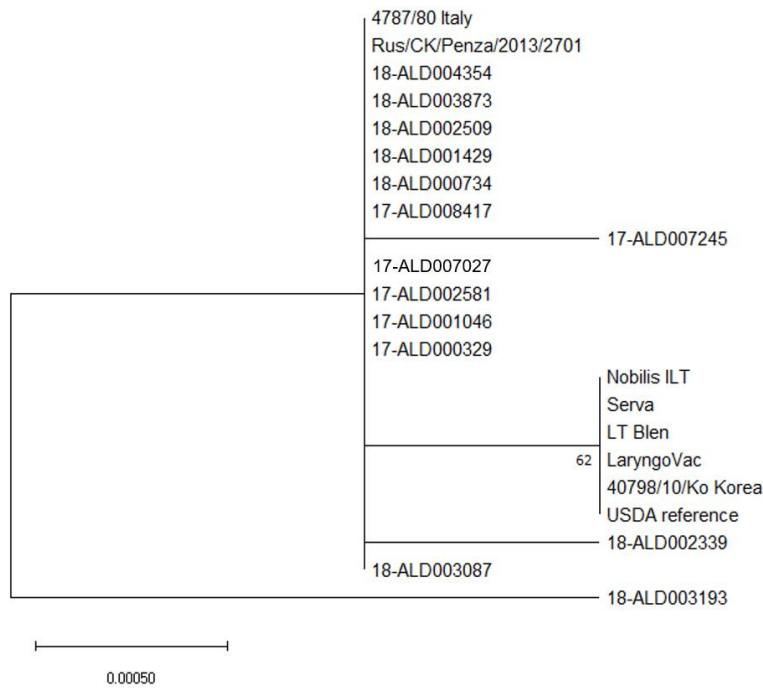 4787/80 Italy
Rus/CK/Penza/2013/2701
18-ALD004354
18-ALD003873
18-ALD002509
18-ALD001429
18-ALD000734
17-ALD008417
17-ALD007245
17-ALD007027
17-ALD002581
17-ALD001046
17-ALD000329
Nobilis ILT
Serva
LT Blen
62 LaryngoVac
40798/10/Ko Korea
USDA reference
18-ALD002339
18-ALD003087
18-ALD003193
0.00050